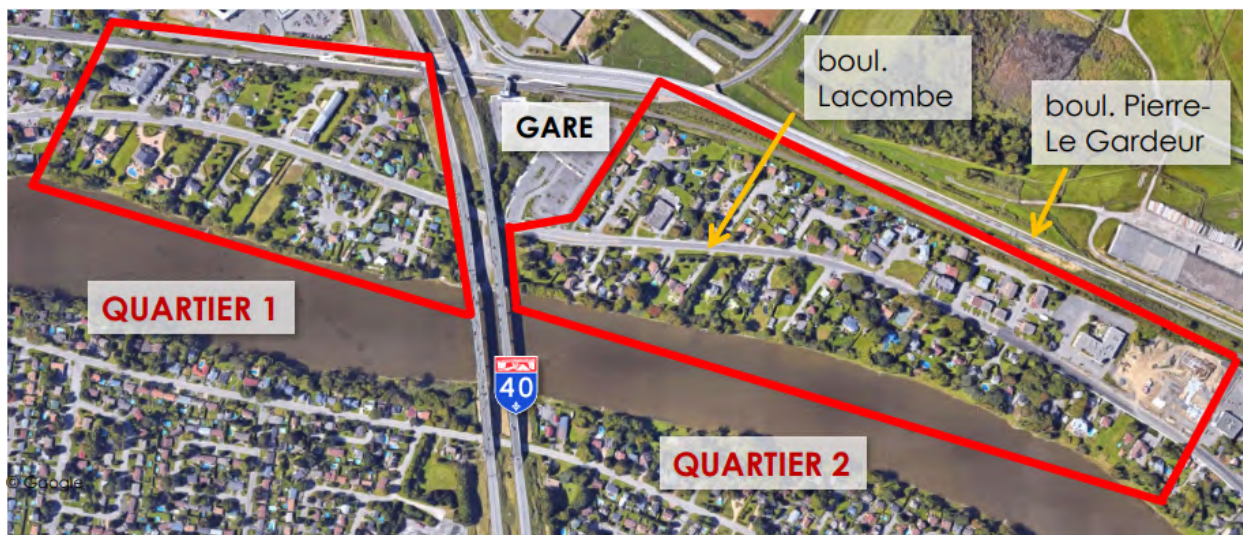 boul.
Lacombe
boul. Pierre-
Le Gardeur
GARE
QUARTIER 1
40
QUARTIER 2
© Google